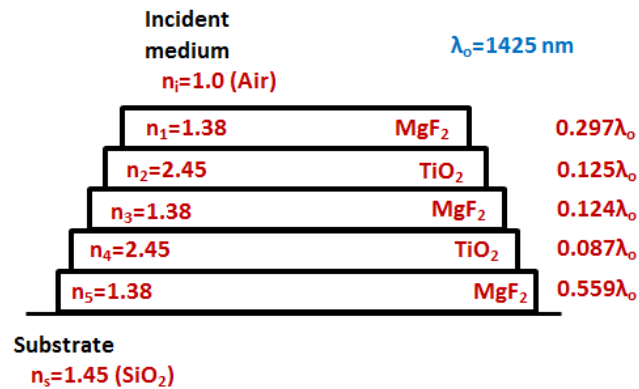 Incident
medium
nᵢ=1.0 (Air)
λₒ=1425 nm
n₁=1.38 MgF₂ 0.297λₒ
n₂=2.45 TiO₂ 0.125λₒ
n₃=1.38 MgF₂ 0.124λₒ
n₄=2.45 TiO₂ 0.087λₒ
n₅=1.38 MgF₂ 0.559λₒ
Substrate
nₛ=1.45 (SiO₂)